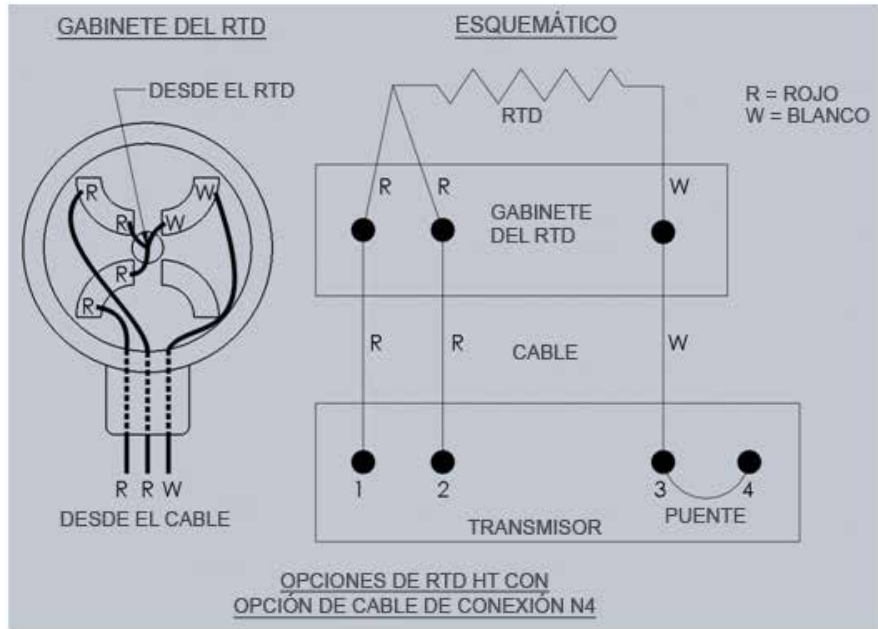 GABINETE DEL RTD
DESDE EL RTD
R
W
R
W
R
R
R R W
DESDE EL CABLE
ESQUEMÁTICO
RTD
R = ROJO
W = BLANCO
R R W
GABINETE
DEL RTD
R R CABLE W
1 2 3 4
PUENTE
TRANSMISOR
OPCIONES DE RTD HT CON
OPCIÓN DE CABLE DE CONEXIÓN N4